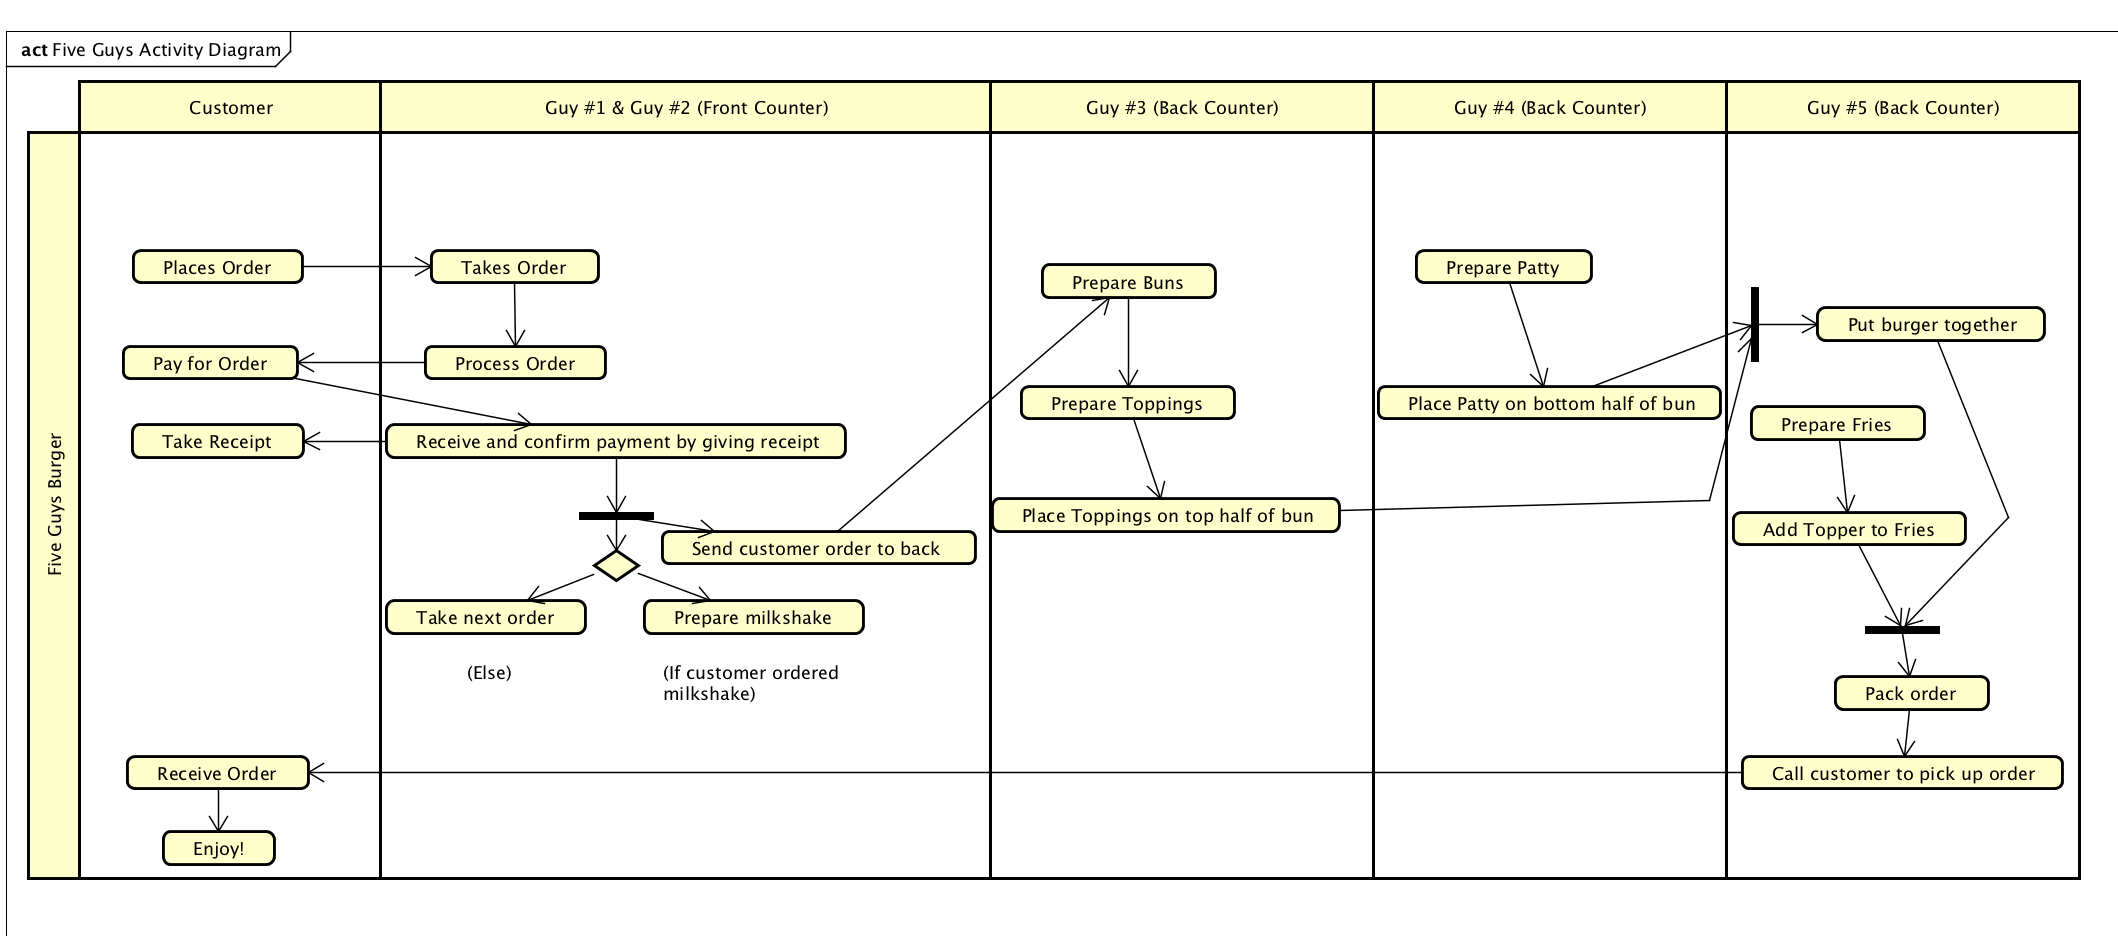 act Five Guys Activity Diagram
Customer
Guy #1 & Guy #2 (Front Counter)
Guy #3 (Back Counter)
Guy #4 (Back Counter)
Guy #5 (Back Counter)
Five Guys Burger
Places Order
Takes Order
Prepare Buns
Prepare Patty
Put burger together
Pay for Order
Process Order
Prepare Toppings
Place Patty on bottom half of bun
Prepare Fries
Take Receipt
Receive and confirm payment by giving receipt
Place Toppings on top half of bun
Add Topper to Fries
Send customer order to back
Take next order
Prepare milkshake
(Else)
(If customer ordered
milkshake)
Pack order
Receive Order
Call customer to pick up order
Enjoy!